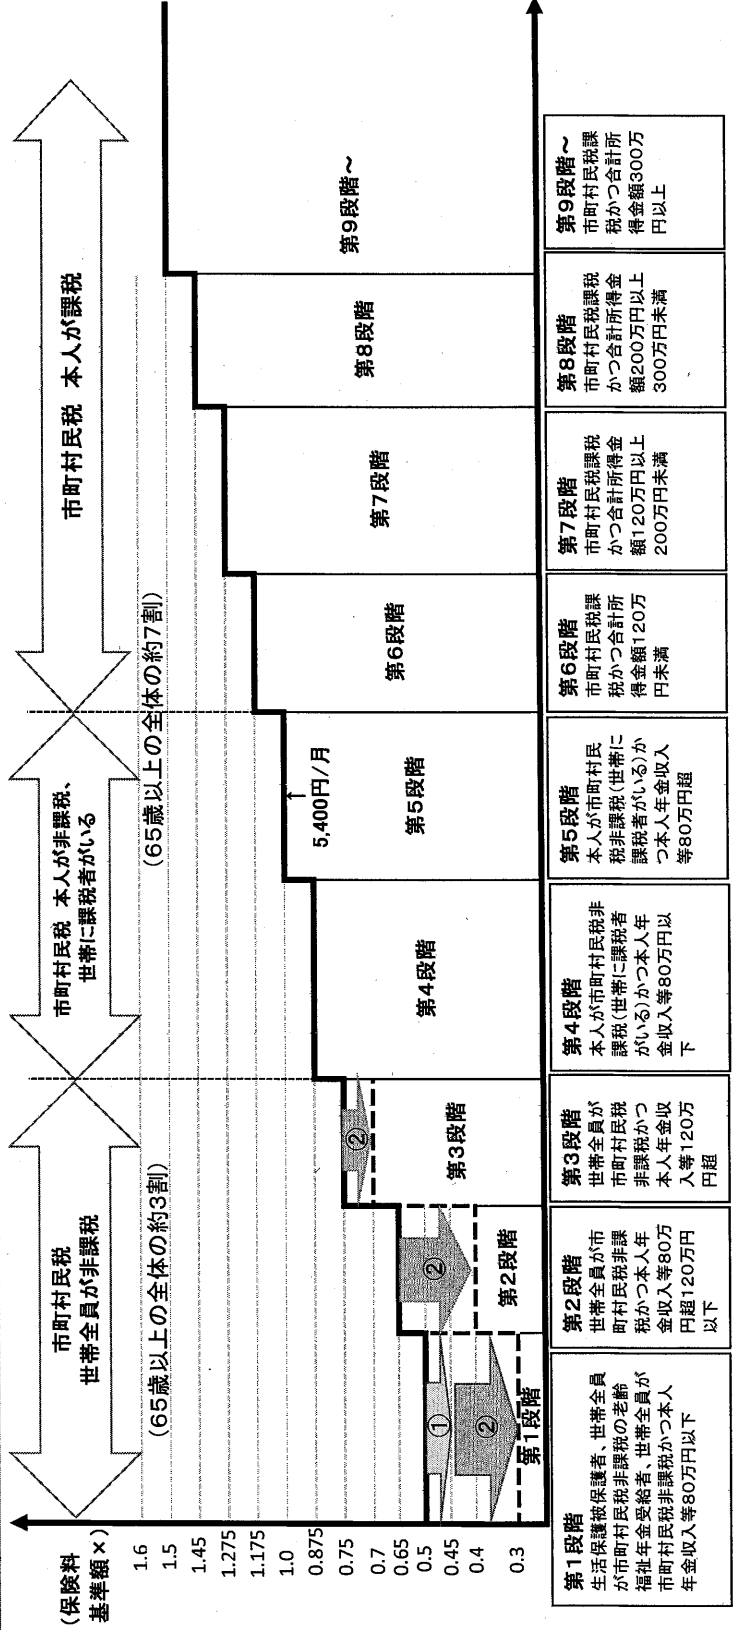 市町村民税
世帯全員が非課税
市町村民税 本人が非課税、
世帯に課税者がいる
市町村民税 本人が課税
(65歳以上の全体の約3割)
(65歳以上の全体の約7割)
(保険料
基準額×)
1.6
1.5
1.45
1.275
1.175
1.0
0.875
0.75
0.7
0.65
0.5
0.45
0.4
0.3
①
②
第1段階
②
第2段階
②
第3段階
第4段階
5,400円/月
第5段階
第6段階
第7段階
第8段階
第9段階～
第1段階
生活保護被保護者、世帯全員
が市町村民税非課税の老齢
福祉年金受給者、世帯全員が
市町村民税非課税かつ本人
年金収入等80万円以下
第2段階
世帯全員が市
町村民税非課
税かつ本人年
金収入等80万
円超120万円
以下
第3段階
世帯全員が
市町村民税
非課税かつ
本人年金収
入等120万
円超
第4段階
本人が市町村民税非
課税(世帯に課税者
がいる)かつ本人年
金収入等80万円以
下
第5段階
本人が市町村民
税非課税(世帯に
課税者がいる)か
つ本人年金収入
等80万円超
第6段階
市町村民税課
税かつ合計所
得金額120万
円未満
第7段階
市町村民税課税
かつ合計所得金
額120万円以上
200万円未満
第8段階
市町村民税課税
かつ合計所得金
額200万円以上
300万円未満
第9段階～
市町村民税課
税かつ合計所
得金額300万
円以上